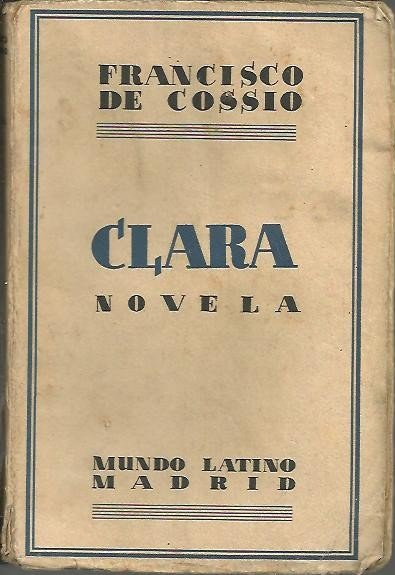 FRANCISCO
DE COSSIO
CLARA
NOVELA
MUNDO LATINO
MADRID